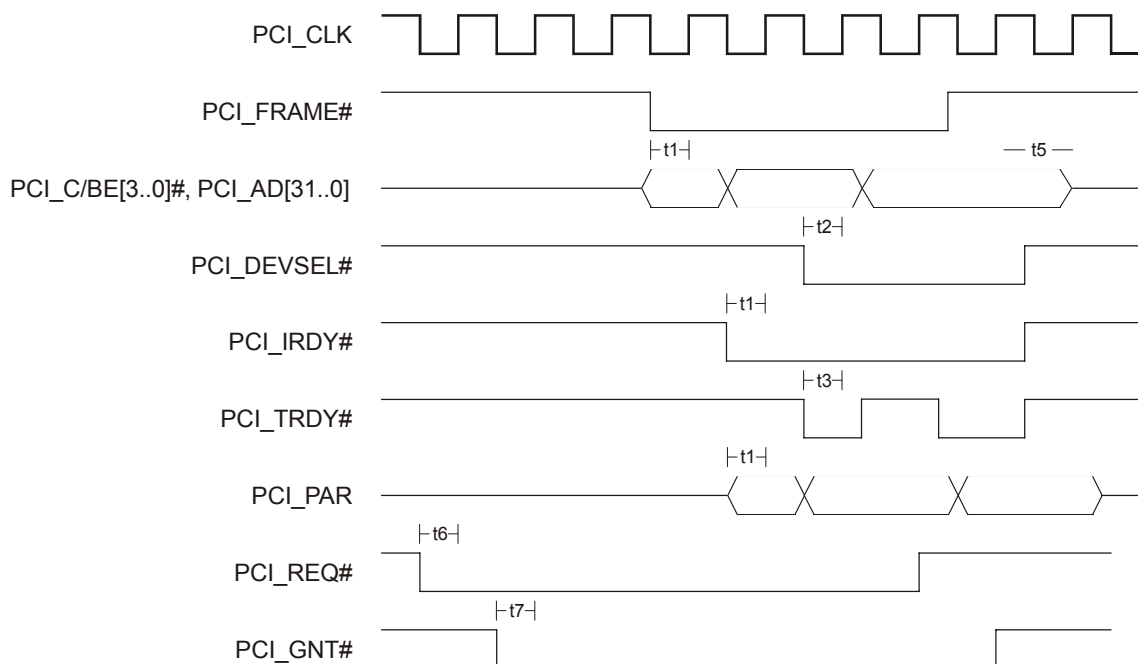 PCI_CLK
PCI_FRAME#
t1
t5
PCI_C/BE[3..0]#, PCI_AD[31..0]
t2
PCI_DEVSEL#
t1
PCI_IRDY#
t3
PCI_TRDY#
t1
PCI_PAR
t6
PCI_REQ#
t7
PCI_GNT#